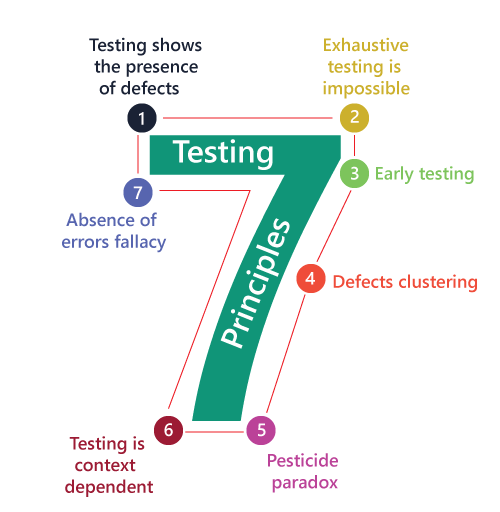 Testing shows
the presence
of defects
1
Exhaustive
testing is
impossible
2
Testing
3
Early testing
7
Absence of
errors fallacy
Principles
4
Defects clustering
6
Testing is
context
dependent
5
Pesticide
paradox